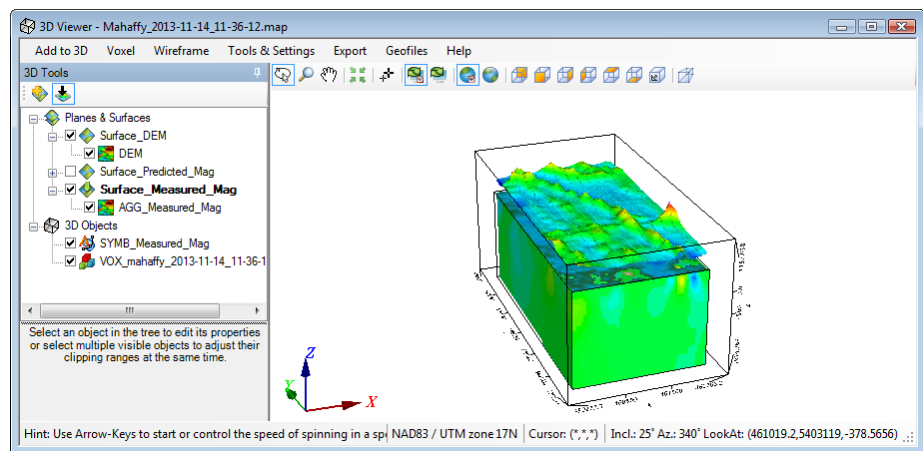 3D Viewer - Mahaffy_2013-11-14_11-36-12.map
Add to 3D Voxel Wireframe Tools & Settings Export Geofiles Help
3D Tools
Planes & Surfaces
Surface_DEM
DEM
Surface_Predicted_Mag
Surface_Measured_Mag
AGG_Measured_Mag
3D Objects
SYMB_Measured_Mag
VOX_mahaffy_2013-11-14_11-36-1
Select an object in the tree to edit its properties
or select multiple visible objects to adjust their
clipping ranges at the same time.
Z
Y
X
Hint: Use Arrow-Keys to start or control the speed of spinning in a spe NAD83 / UTM zone 17N Cursor: (*,*,*) Incl.: 25° Az.: 340° LookAt: (461019.2,5403119,-378.5656)